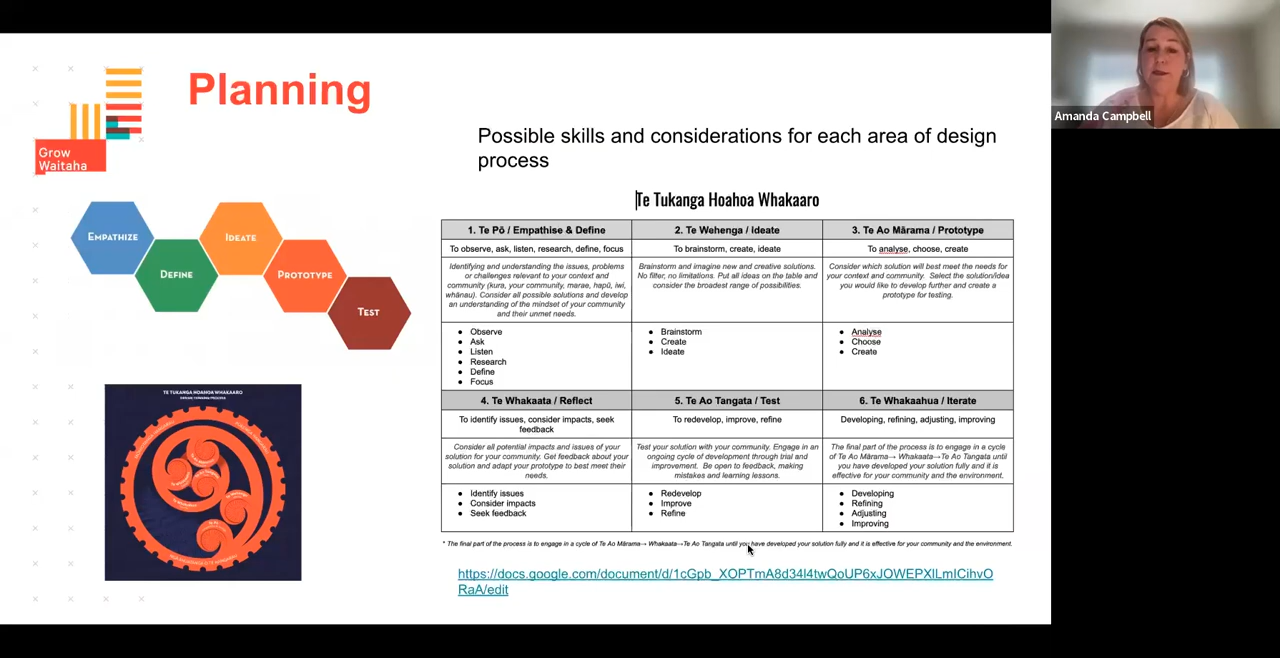 Planning
Grow
Waitaha
Possible skills and considerations for each area of design
process
EMPATHIZE
DEFINE
IDEATE
PROTOTYPE
TEST
TE TUKANGA HOAHOA WHAKAARO
Te Tukanga Hoahoa Whakaaro
1. Te Pō / Empathise & Define
To observe, ask, listen, research, define, focus
Identifying and understanding the issues, problems
or challenges relevant to your context and
community (kura, your community, marae, hapū, iwi,
whānau). Consider all possible solutions and develop
an understanding of the mindset of your community
and their unmet needs.
● Observe
● Ask
● Listen
● Research
● Define
● Focus
2. Te Wehenga / Ideate
To brainstorm, create, ideate
Brainstorm and imagine new and creative solutions.
No filter, no limitations. Put all ideas on the table and
consider the broadest range of possibilities.
● Brainstorm
● Create
● Ideate
3. Te Ao Mārama / Prototype
To analyse, choose, create
Consider which solution will best meet the needs for
your context and community. Select the solution/idea
you would like to develop further and create a
prototype for testing.
● Analyse
● Choose
● Create
4. Te Whakaata / Reflect
To identify issues, consider impacts, seek
feedback
Consider all potential impacts and issues of your
solution for your community. Get feedback about your
solution and adapt your prototype to best meet their
needs.
● Identify issues
● Consider impacts
● Seek feedback
5. Te Ao Tangata / Test
To redevelop, improve, refine
Test your solution with your community. Engage in an
ongoing cycle of development through trial and
improvement. Be open to feedback, making
mistakes and learning lessons.
● Redevelop
● Improve
● Refine
6. Te Whakaahua / Iterate
Developing, refining, adjusting, improving
The final part of the process is to engage in a cycle
of Te Ao Mārama→ Whakaata→Te Ao Tangata until
you have developed your solution fully and it is
effective for your community and the environment.
● Developing
● Refining
● Adjusting
● Improving
* The final part of the process is to engage in a cycle of Te Ao Mārama→ Whakaata→Te Ao Tangata until you have developed your solution fully and it is effective for your community and the environment.
https://docs.google.com/document/d/1cGpb_XOPTmA8d34l4twQoUP6xJOWEPXlLmICihvO
RaA/edit
Amanda Campbell